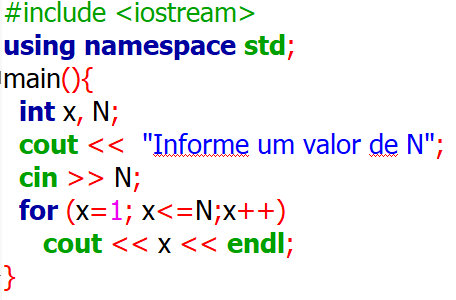 #include <iostream>
using namespace std;
main(){
int x, N;
cout << "Informe um valor de N";
cin >> N;
for (x=1; x<=N;x++)
cout << x << endl;
}